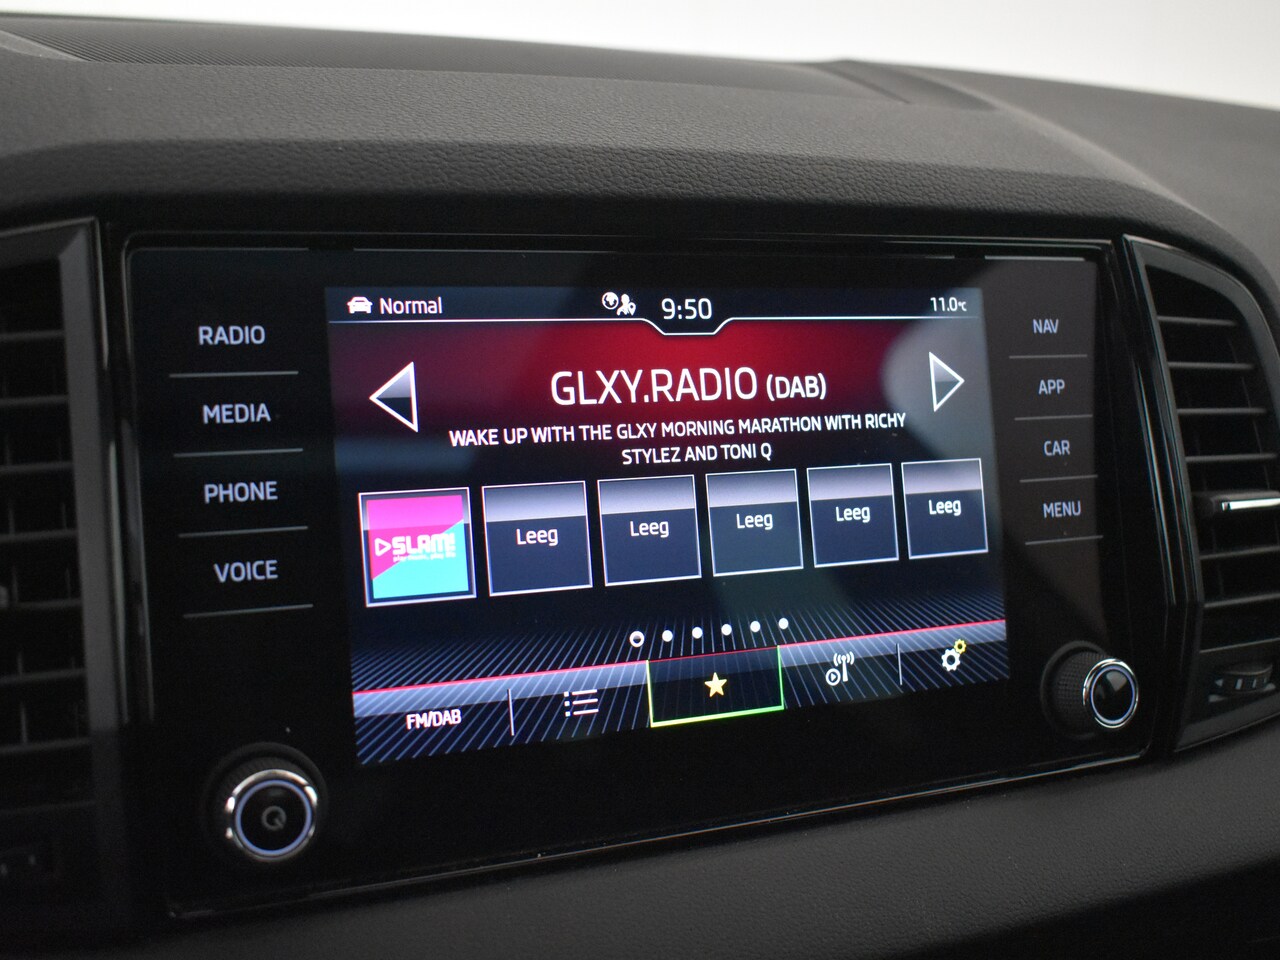 Normal
9:50
11.0°C
RADIO
MEDIA
PHONE
VOICE
NAV
APP
CAR
MENU
GLXY.RADIO (DAB)
WAKE UP WITH THE GLXY MORNING MARATHON WITH RICHY
STYLEZ AND TONI Q
SLAM!
Leeg
Leeg
Leeg
Leeg
Leeg
FM/DAB